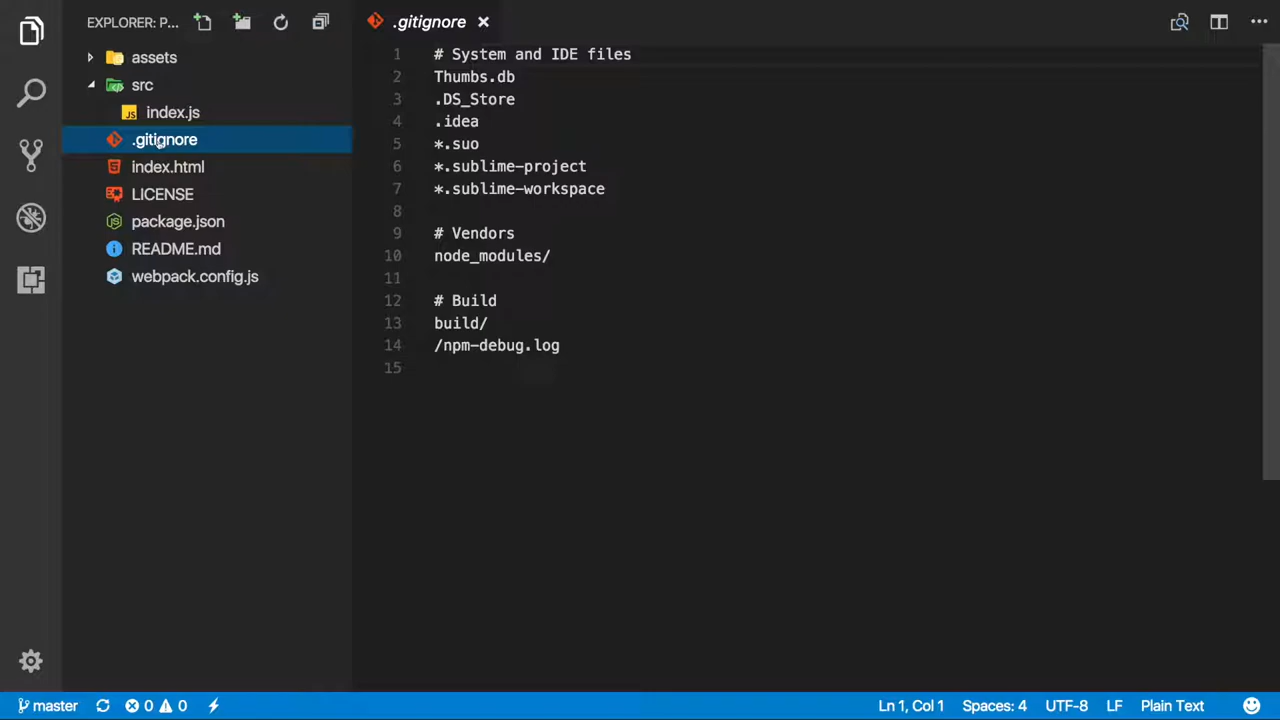 EXPLORER: P...
assets
src
index.js
.gitignore
index.html
LICENSE
package.json
README.md
webpack.config.js
.gitignore
1 # System and IDE files
2 Thumbs.db
3 .DS_Store
4 .idea
5 *.suo
6 *.sublime-project
7 *.sublime-workspace
8
9 # Vendors
10 node_modules/
11
12 # Build
13 build/
14 /npm-debug.log
15
master 0 0 Ln 1, Col 1 Spaces: 4 UTF-8 LF Plain Text